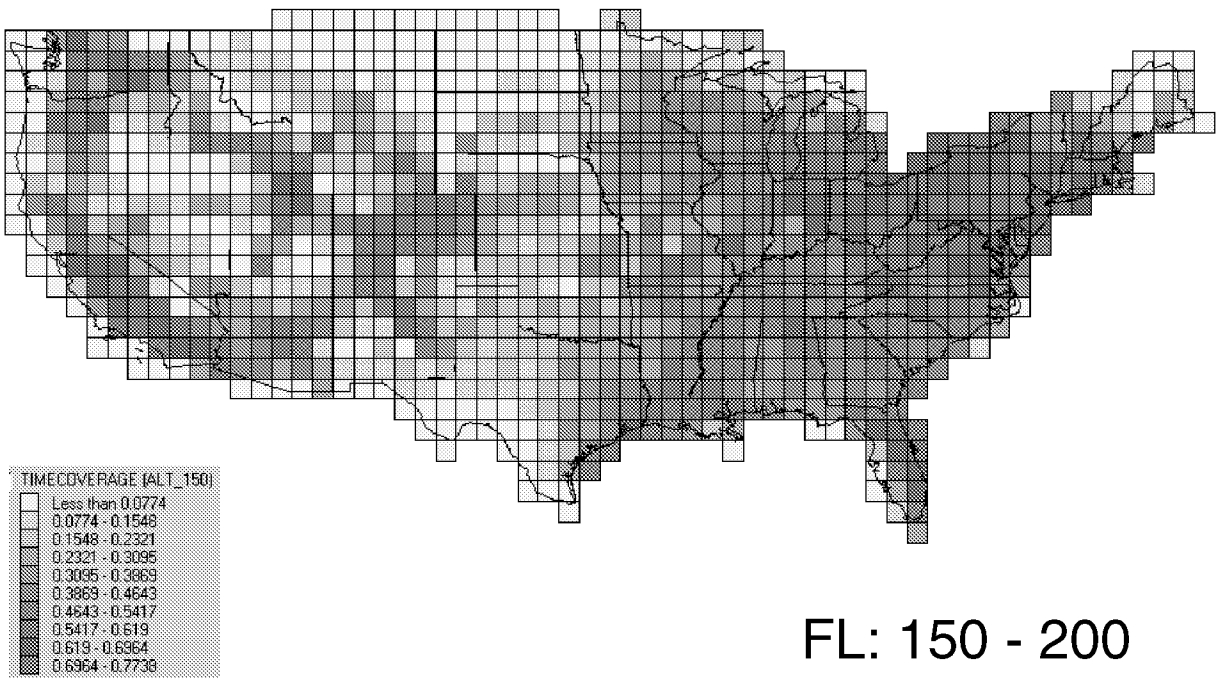 TIMECOVERAGE (ALT_150)
Less than 0.0774
0.0774 - 0.1548
0.1548 - 0.2321
0.2321 - 0.3095
0.3095 - 0.3869
0.3869 - 0.4643
0.4643 - 0.5417
0.5417 - 0.619
0.619 - 0.6964
0.6964 - 0.7738
FL: 150 - 200